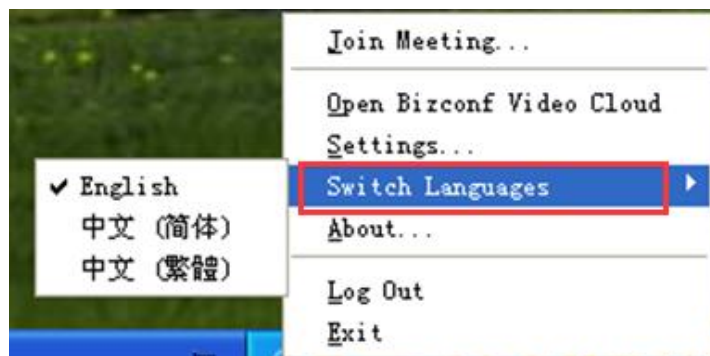 Join Meeting...
Open Bizconf Video Cloud
Settings...
Switch Languages
About...
Log Out
Exit
English
中文 (简体)
中文 (繁體)